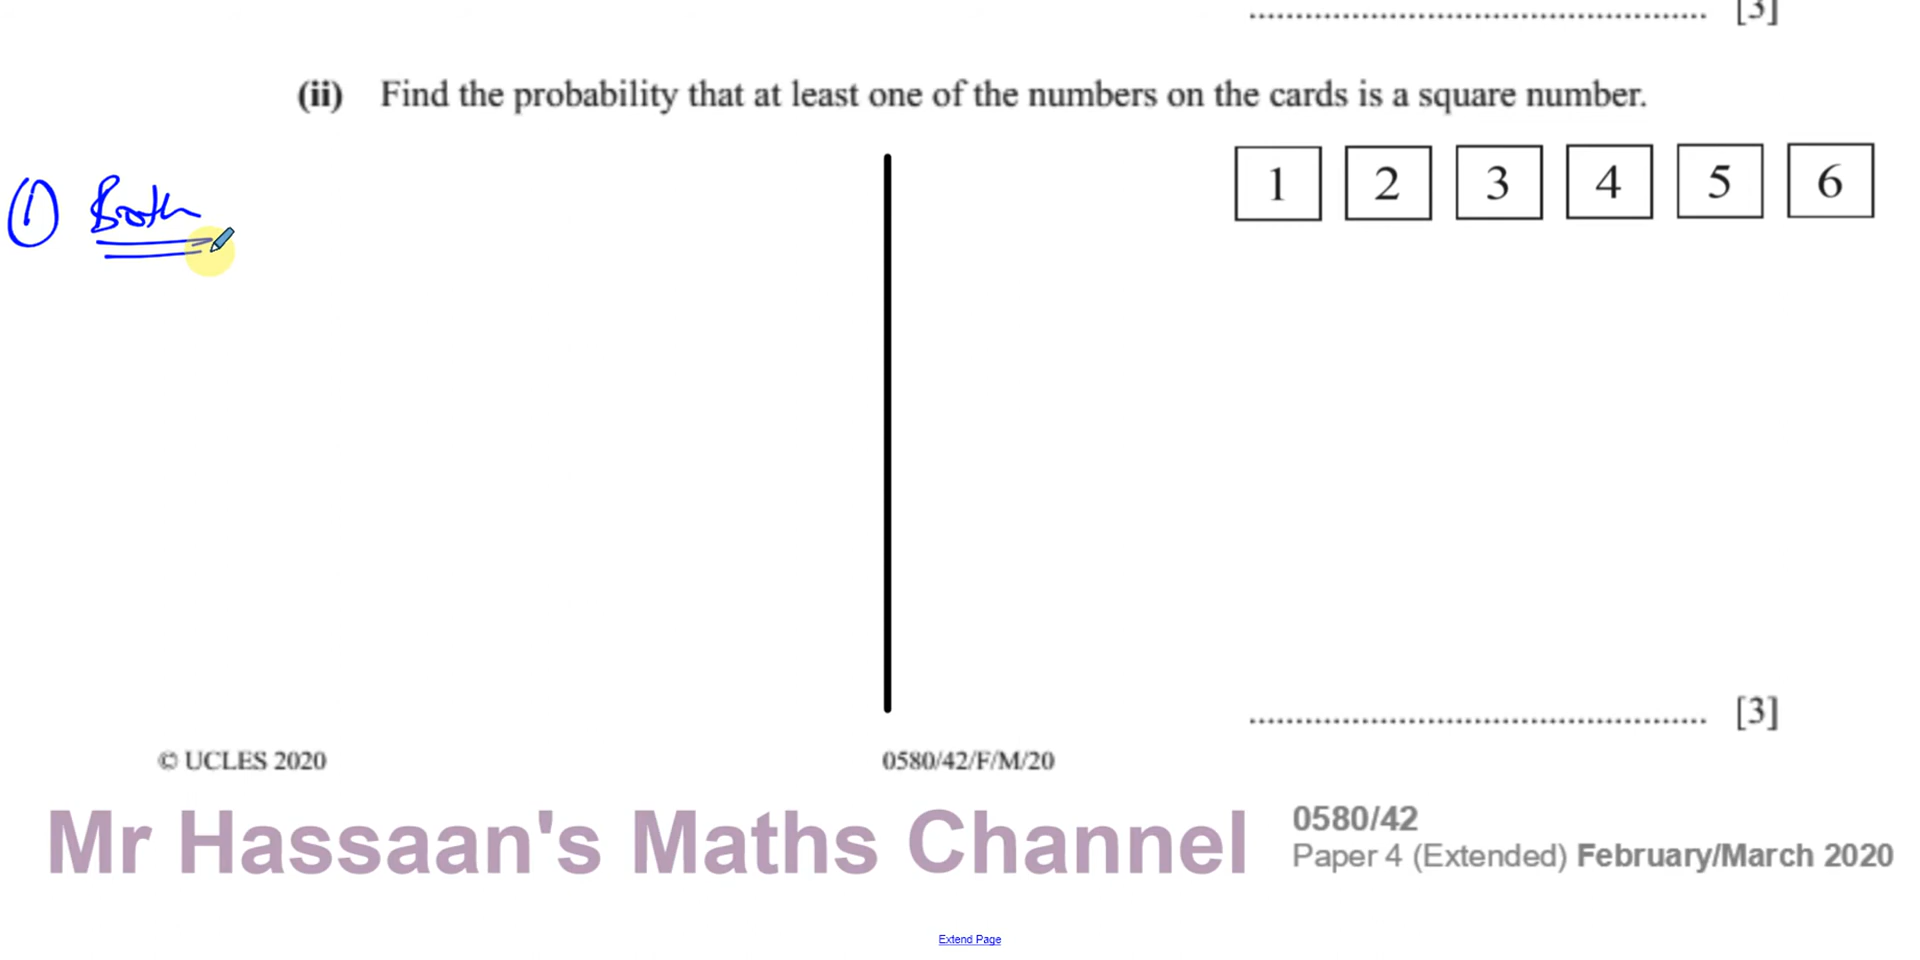 [3]
(ii) Find the probability that at least one of the numbers on the cards is a square number.
1 2 3 4 5 6
① Both
[3]
© UCLES 2020
0580/42/F/M/20
Mr Hassaan's Maths Channel
0580/42
Paper 4 (Extended) February/March 2020
Extend Page